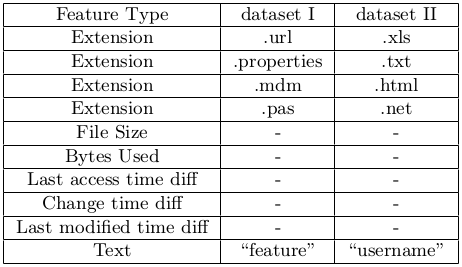 Feature Type dataset I dataset II
Extension .url .xls
Extension .properties .txt
Extension .mdm .html
Extension .pas .net
File Size - -
Bytes Used - -
Last access time diff - -
Change time diff - -
Last modified time diff - -
Text “feature” “username”